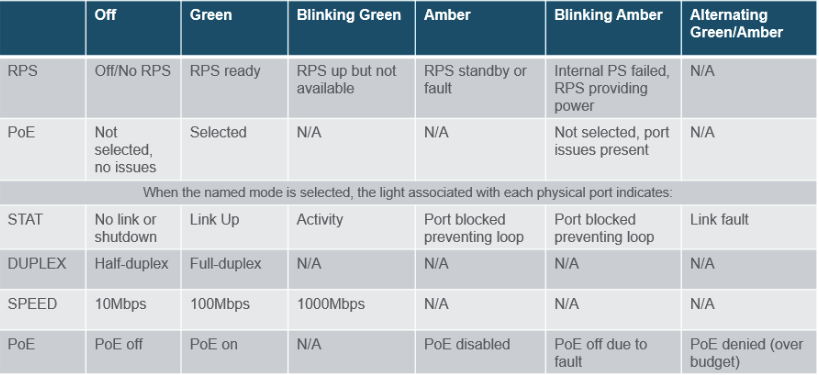 Off Green Blinking Green Amber Blinking Amber Alternating
Green/Amber
RPS Off/No RPS RPS ready RPS up but not RPS standby or Internal PS failed, N/A
available fault RPS providing
power
PoE Not Selected N/A N/A Not selected, port N/A
selected, issues present
no issues
When the named mode is selected, the light associated with each physical port indicates:
STAT No link or Link Up Activity Port blocked Port blocked Link fault
shutdown preventing loop preventing loop
DUPLEX Half-duplex Full-duplex N/A N/A N/A N/A
SPEED 10Mbps 100Mbps 1000Mbps N/A N/A N/A
PoE PoE off PoE on N/A PoE disabled PoE off due to PoE denied (over
fault budget)